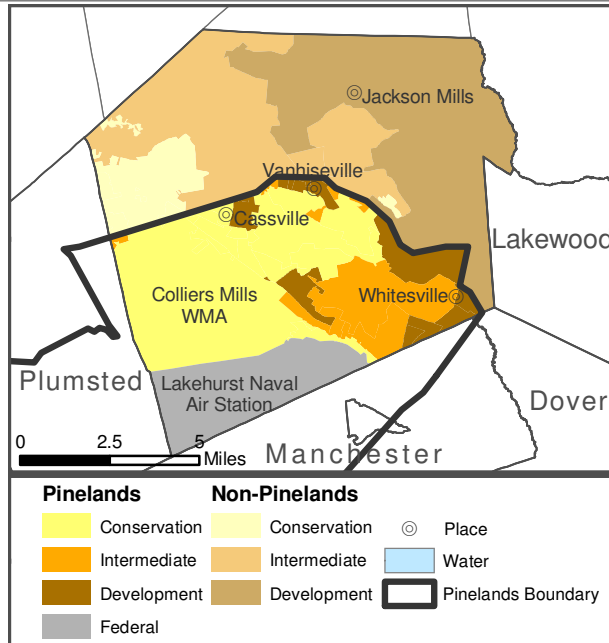 Jackson Mills
Vanhiseville
Cassville
Lakewood
Colliers Mills
WMA
Whitesville
Plumsted
Lakehurst Naval
Air Station
Dover
0 2.5 5
Miles
Manchester
Pinelands Non-Pinelands
Conservation Conservation Place
Intermediate Intermediate Water
Development Development Pinelands Boundary
Federal